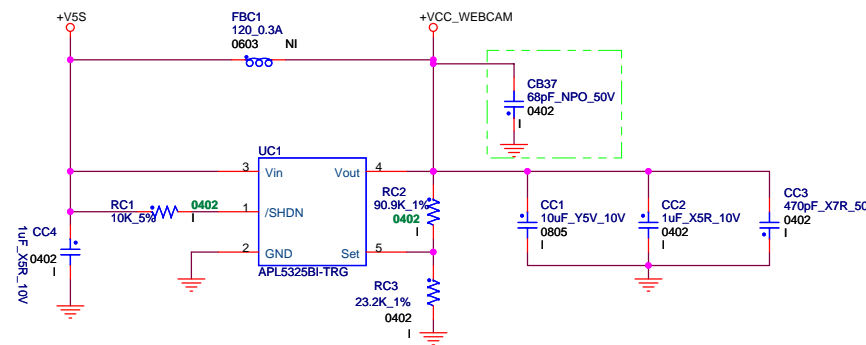 +V5S
FBC1
120_0.3A
0603 NI
+VCC_WEBCAM
CB37
68pF_NPO_50V
0402
I
UC1
3 Vin
Vout 4
RC1
10K_5%
0402
I
1 /SHDN
2 GND
Set 5
APL5325BI-TRG
RC2
90.9K_1%
0402
I
RC3
23.2K_1%
0402
I
CC4
1uF_X5R_10V
0402
I
CC1
10uF_Y5V_10V
0805
I
CC2
1uF_X5R_10V
0402
I
CC3
470pF_X7R_50
0402
I